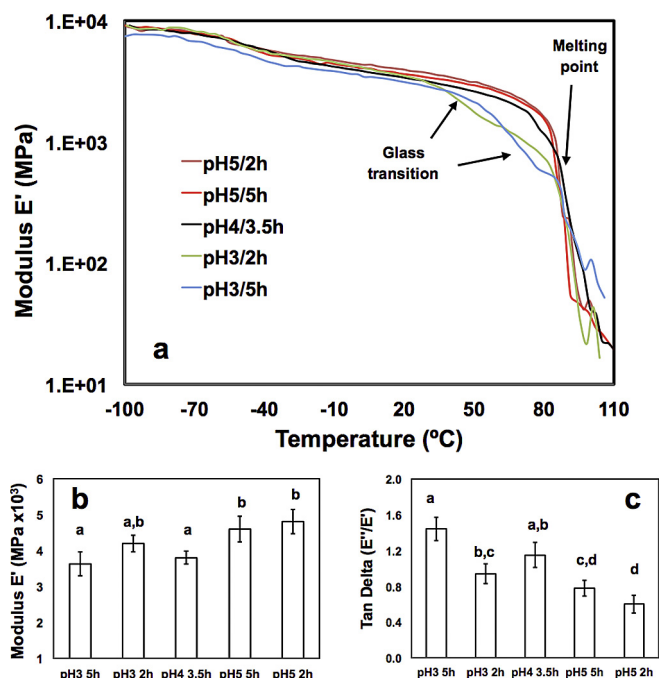 1.E+04
1.E+03
1.E+02
1.E+01
Modulus E' (MPa)
Melting
point
Glass
transition
pH5/2h
pH5/5h
pH4/3.5h
pH3/2h
pH3/5h
a
-100 -70 -40 -10 20 50 80 110
Temperature (ºC)
6
5
4
3
2
1
Modulus E' (MPa x10³)
b
a a,b a b b
pH3 5h pH3 2h pH4 3.5h pH5 5h pH5 2h
2.4
1.8
1.2
0.6
0.0
Tan Delta (E''/E')
c
a b,c a,b c,d d
pH3 5h pH3 2h pH4 3.5h pH5 5h pH5 2h